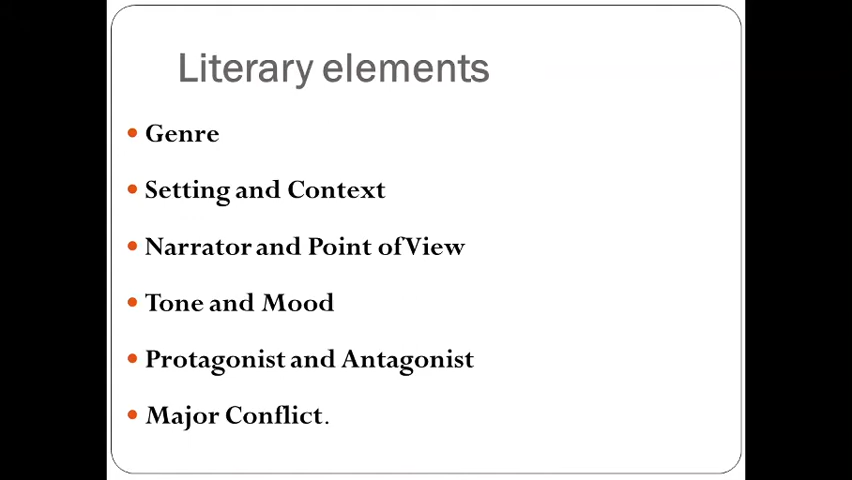 Literary elements
• Genre
• Setting and Context
• Narrator and Point of View
• Tone and Mood
• Protagonist and Antagonist
• Major Conflict.